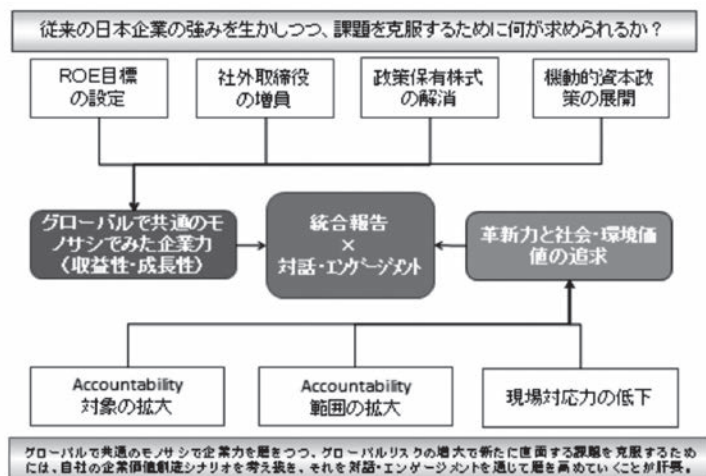 従来の日本企業の強みを生かしつつ、課題を克服するために何が求められるか？
ROE目標
の設定
社外取締役
の増員
政策保有株式
の解消
機動的資本政
策の展開
グローバルで共通のモ
ノサシでみた企業力
（収益性・成長性）
統合報告
×
対話・エンゲージメント
革新力と社会・環境価
値の追求
Accountability
対象の拡大
Accountability
範囲の拡大
現場対応力の低下
グローバルで共通のモノサシで企業力を磨きつつ、グローバルリスクの増大で新たに直面する課題を克服するため
には、自社の企業価値創造シナリオを考え抜き、それを対話・エンゲージメントを通じて磨き高めていくことが肝要。